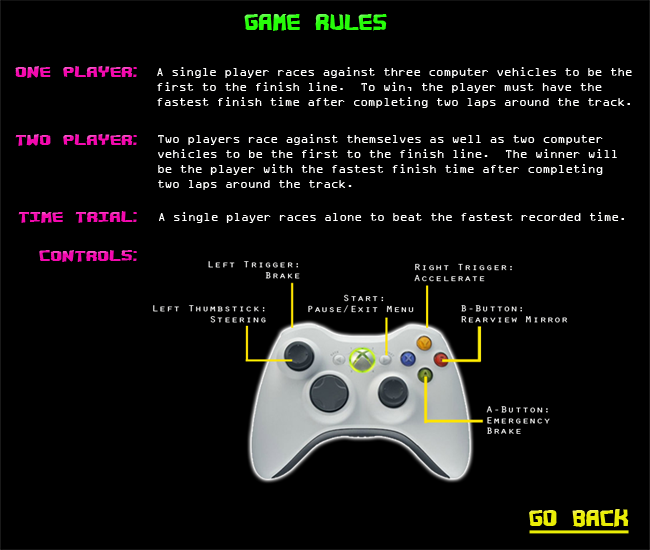 GAME RULES
ONE PLAYER: A single player races against three computer vehicles to be the
first to the finish line. To win, the player must have the
fastest finish time after completing two laps around the track.
TWO PLAYER: Two players race against themselves as well as two computer
vehicles to be the first to the finish line. The winner will
be the player with the fastest finish time after completing
two laps around the track.
TIME TRIAL: A single player races alone to beat the fastest recorded time.
CONTROLS:
LEFT TRIGGER:
BRAKE
RIGHT TRIGGER:
ACCELERATE
LEFT THUMBSTICK:
STEERING
START:
PAUSE/EXIT MENU
B-BUTTON:
REARVIEW MIRROR
Y
X
B
A
A-BUTTON:
EMERGENCY
BRAKE
GO BACK